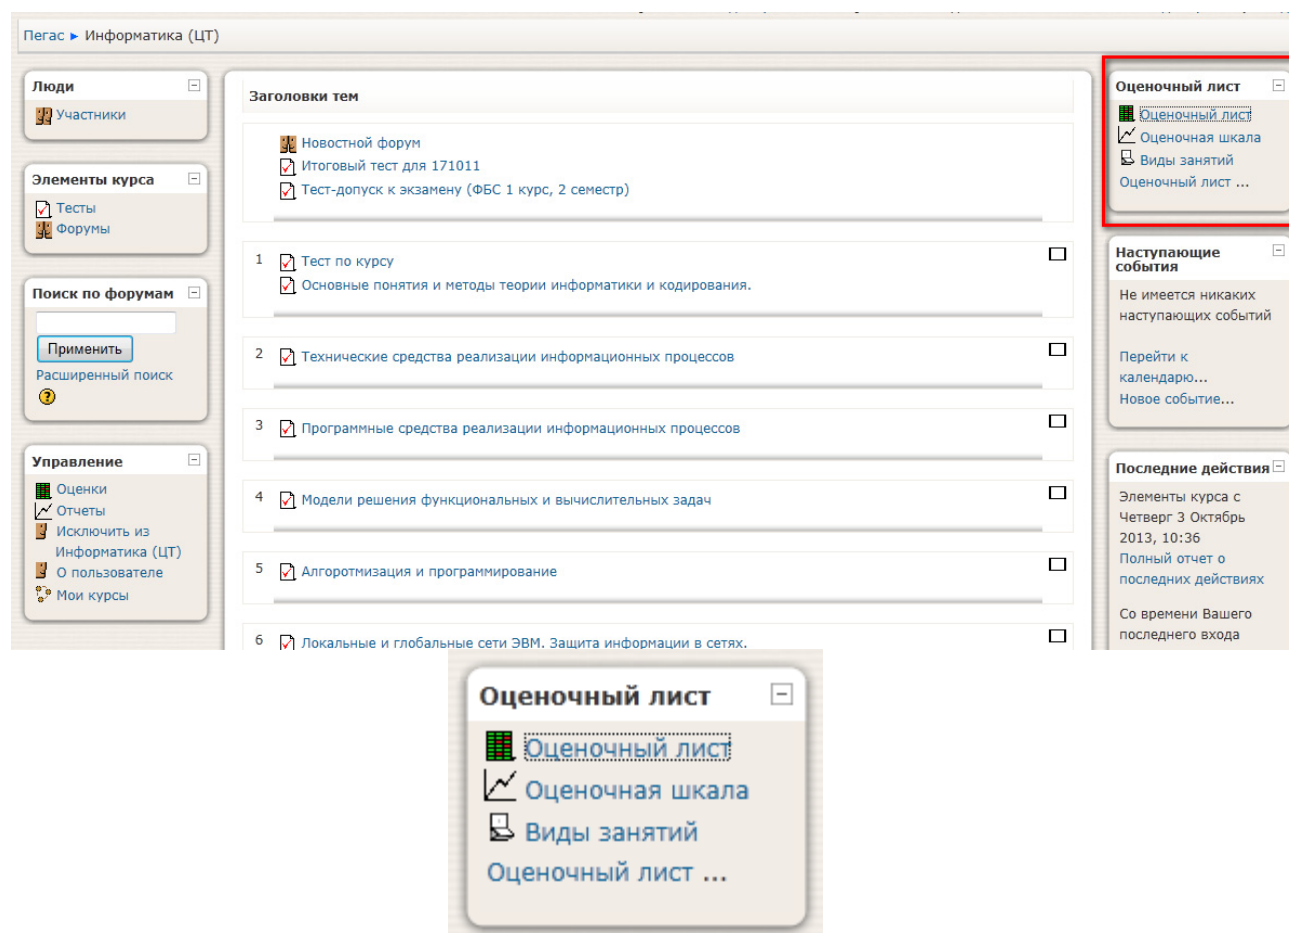 Пегас ► Информатика (ЦТ)
Люди
Участники
Элементы курса
Тесты
Форумы
Поиск по форумам
Применить
Расширенный поиск
?
Управление
Оценки
Отчеты
Исключить из
Информатика (ЦТ)
О пользователе
Мои курсы
Заголовки тем
Новостной форум
Итоговый тест для 171011
Тест-допуск к экзамену (ФБС 1 курс, 2 семестр)
1 Тест по курсу
Основные понятия и методы теории информатики и кодирования.
2 Технические средства реализации информационных процессов
3 Программные средства реализации информационных процессов
4 Модели решения функциональных и вычислительных задач
5 Алгоротмизация и программирование
6 Локальные и глобальные сети ЭВМ. Защита информации в сетях.
Оценочный лист
Оценочный лист
Оценочная шкала
Виды занятий
Оценочный лист ...
Наступающие
события
Не имеется никаких
наступающих событий
Перейти к
календарю...
Новое событие...
Последние действия
Элементы курса с
Четверг 3 Октябрь
2013, 10:36
Полный отчет о
последних действиях
Со времени Вашего
последнего входа
Оценочный лист
Оценочный лист
Оценочная шкала
Виды занятий
Оценочный лист ...